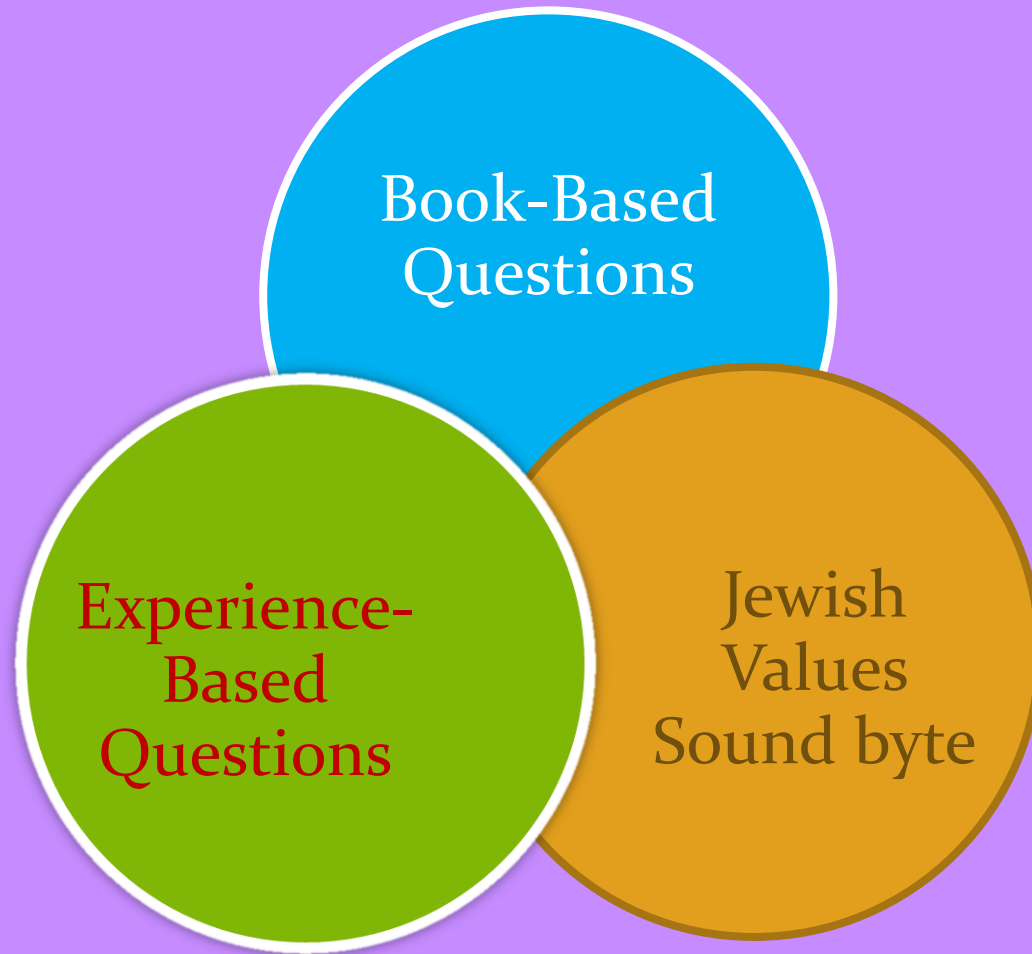 Book-Based
Questions
Experience-
Based
Questions
Jewish
Values
Sound byte